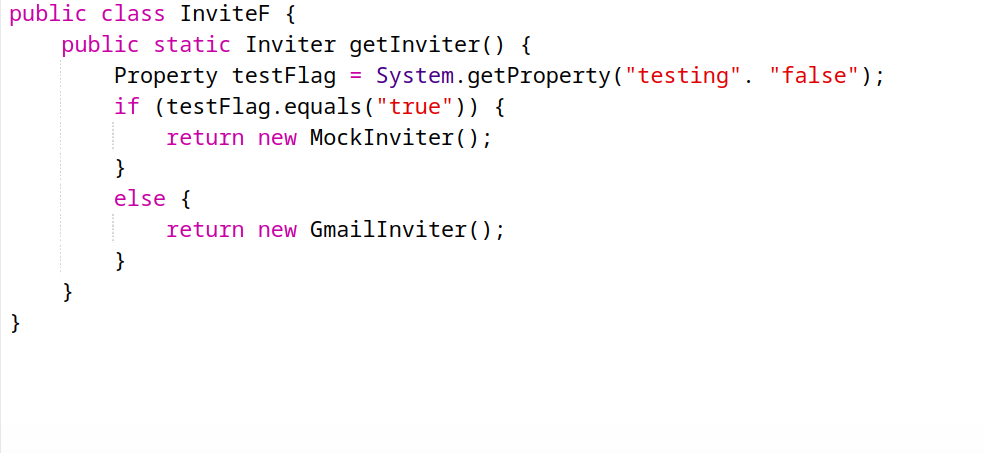 public class InviteF {
    public static Inviter getInviter() {
        Property testFlag = System.getProperty("testing". "false");
        if (testFlag.equals("true")) {
            return new MockInviter();
        }
        else {
            return new GmailInviter();
        }
    }
}